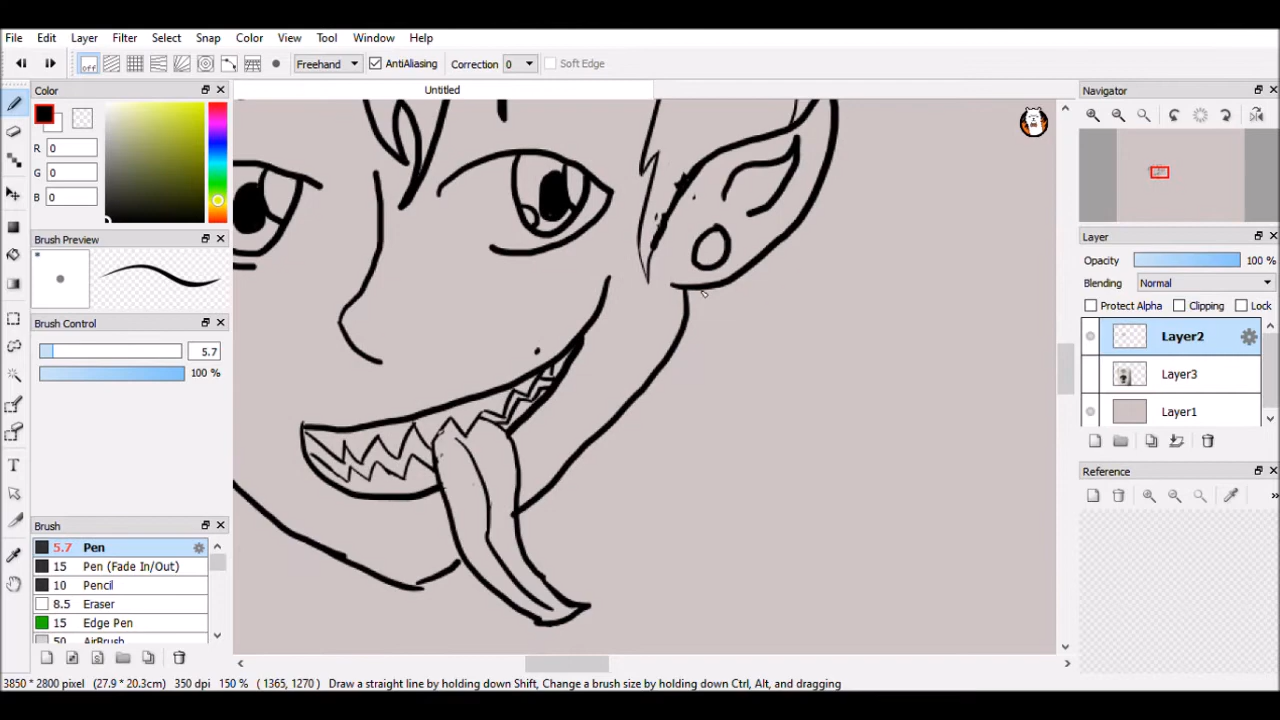 File Edit Layer Filter Select Snap Color View Tool Window Help
off Freehand AntiAliasing Correction 0 Soft Edge
Color
R 0
G 0
B 0
Brush Preview
Brush Control
5.7
100 %
Brush
5.7 Pen
15 Pen (Fade In/Out)
10 Pencil
8.5 Eraser
15 Edge Pen
50 AirBrush
Untitled
Navigator
Layer
Opacity 100 %
Blending Normal
Protect Alpha Clipping Lock
Layer2
Layer3
Layer1
Reference
3850 * 2800 pixel (27.9 * 20.3cm) 350 dpi 150 % ( 1365, 1270 ) Draw a straight line by holding down Shift, Change a brush size by holding down Ctrl, Alt, and dragging